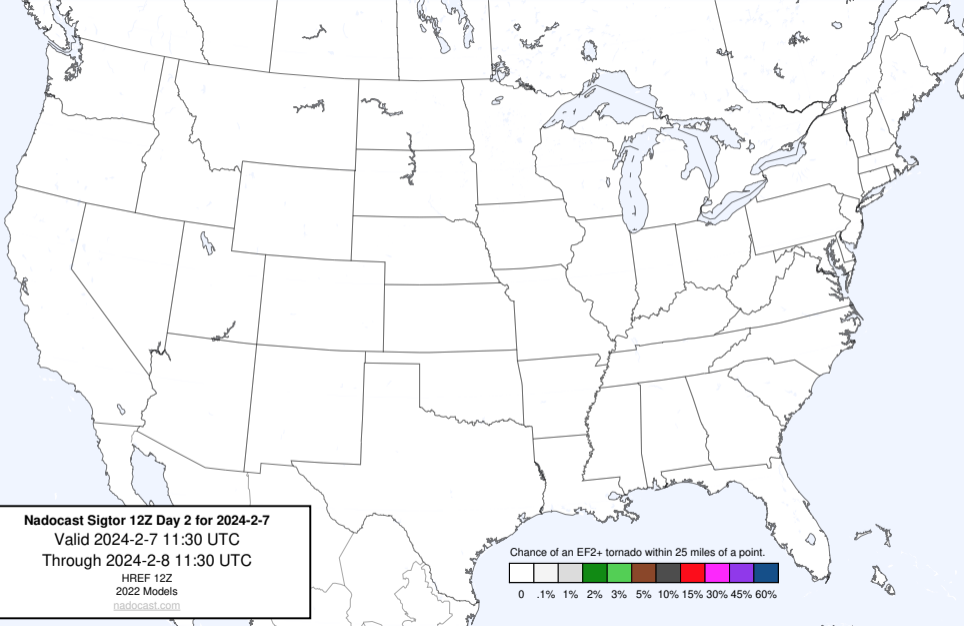 Nadocast Sigtor 12Z Day 2 for 2024-2-7
Valid 2024-2-7 11:30 UTC
Through 2024-2-8 11:30 UTC
HREF 12Z
2022 Models
nadocast.com
Chance of an EF2+ tornado within 25 miles of a point.
0 .1% 1% 2% 3% 5% 10% 15% 30% 45% 60%